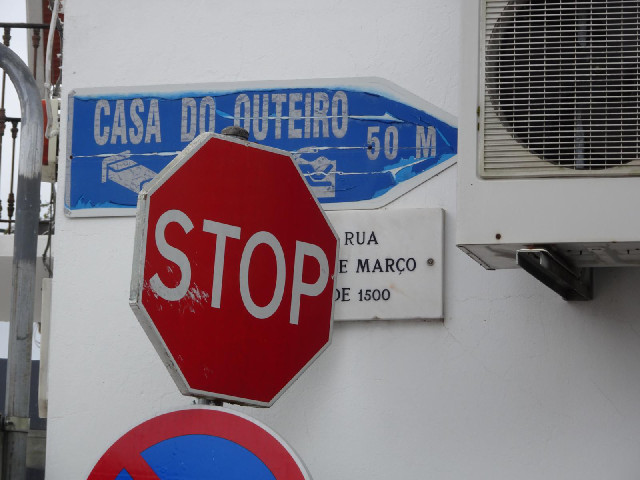 CASA DO OUTEIRO
50 M
STOP
RUA
E MARÇO
DE 1500